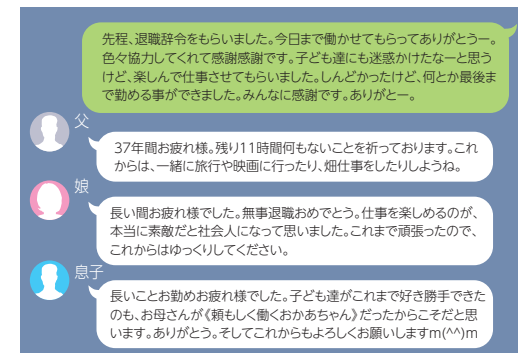 先程、退職辞令をもらいました。今日まで働かせてもらってありがとうー。
色々協力してくれて感謝感謝です。子ども達にも迷惑かけたなーと思う
けど、楽しんで仕事させてもらいました。しんどかったけど、何とか最後ま
で勤める事ができました。みんなに感謝です。ありがとー。
父
37年間お疲れ様。残り11時間何もないことを祈っております。これ
からは、一緒に旅行や映画に行ったり、畑仕事をしたりしようね。
娘
長い間お疲れ様でした。無事退職おめでとう。仕事を楽しめるのが、
本当に素敵だと社会人になって思いました。これまで頑張ったので、
これからはゆっくりしてください。
息子
長いことお勤めお疲れ様でした。子ども達がこれまで好き勝手できた
のも、お母さんが《頼もしく働くおかあちゃん》だったからこそだと思
います。ありがとう。そしてこれからもよろしくお願いしますm(^^)m